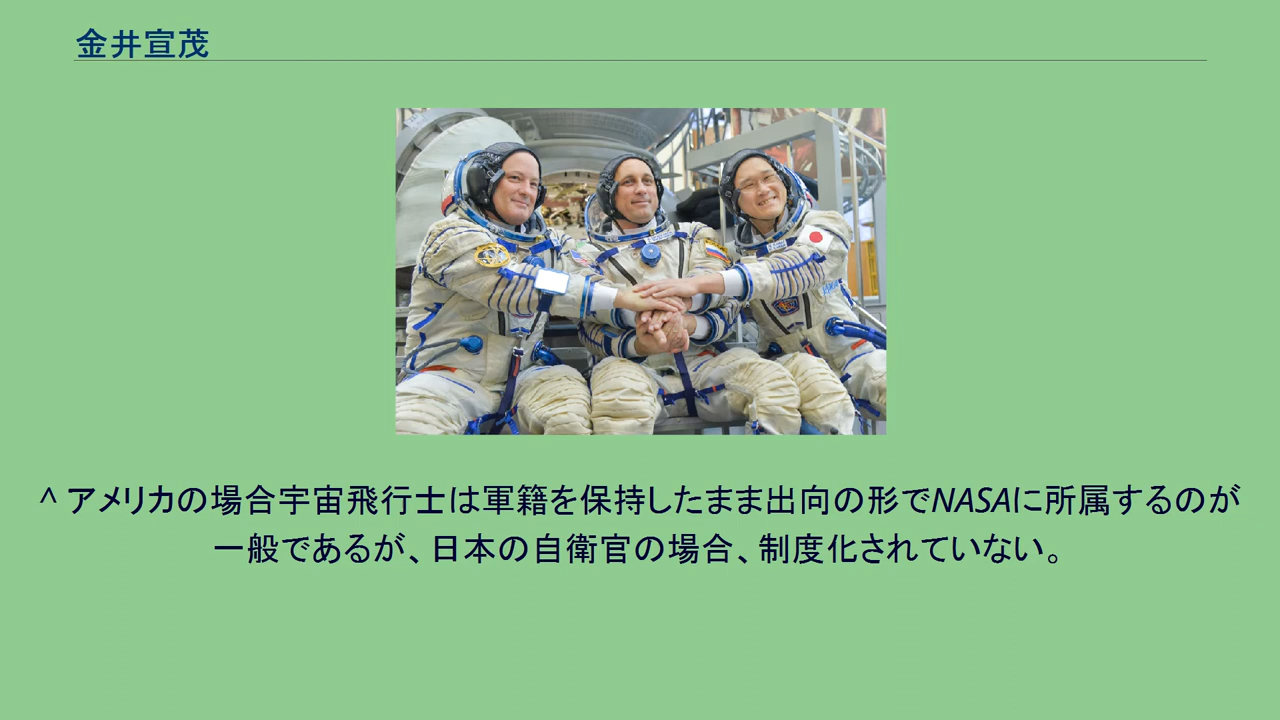 金井宣茂
^ アメリカの場合宇宙飛行士は軍籍を保持したまま出向の形でNASAに所属するのが
一般であるが、日本の自衛官の場合、制度化されていない。